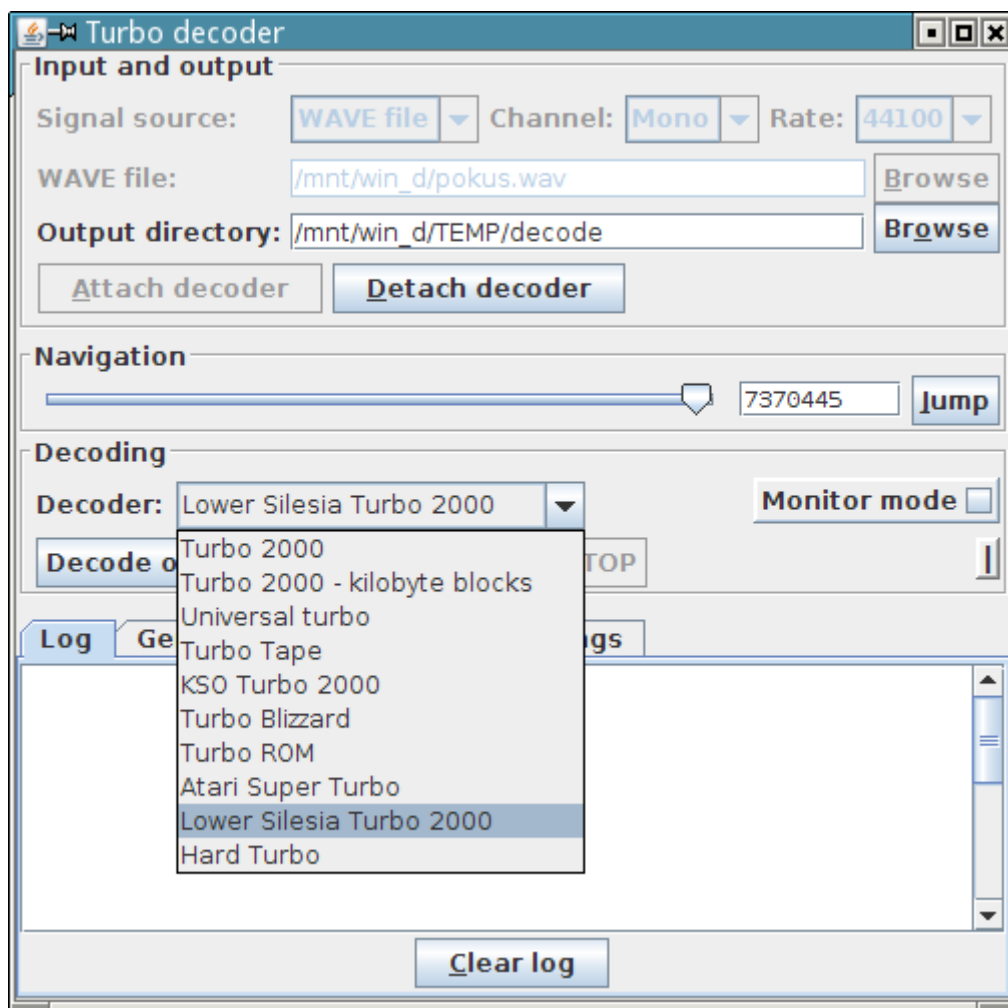 Turbo decoder
Input and output
Signal source: WAVE file Channel: Mono Rate: 44100
WAVE file: /mnt/win_d/pokus.wav Browse
Output directory: /mnt/win_d/TEMP/decode Browse
Attach decoder Detach decoder
Navigation
7370445 Jump
Decoding
Decoder: Lower Silesia Turbo 2000 Monitor mode
Turbo 2000
Decode
Turbo 2000 - kilobyte blocks
Universal turbo
Log
Turbo Tape
KSO Turbo 2000
Turbo Blizzard
Turbo ROM
Atari Super Turbo
Lower Silesia Turbo 2000
Hard Turbo
Clear log